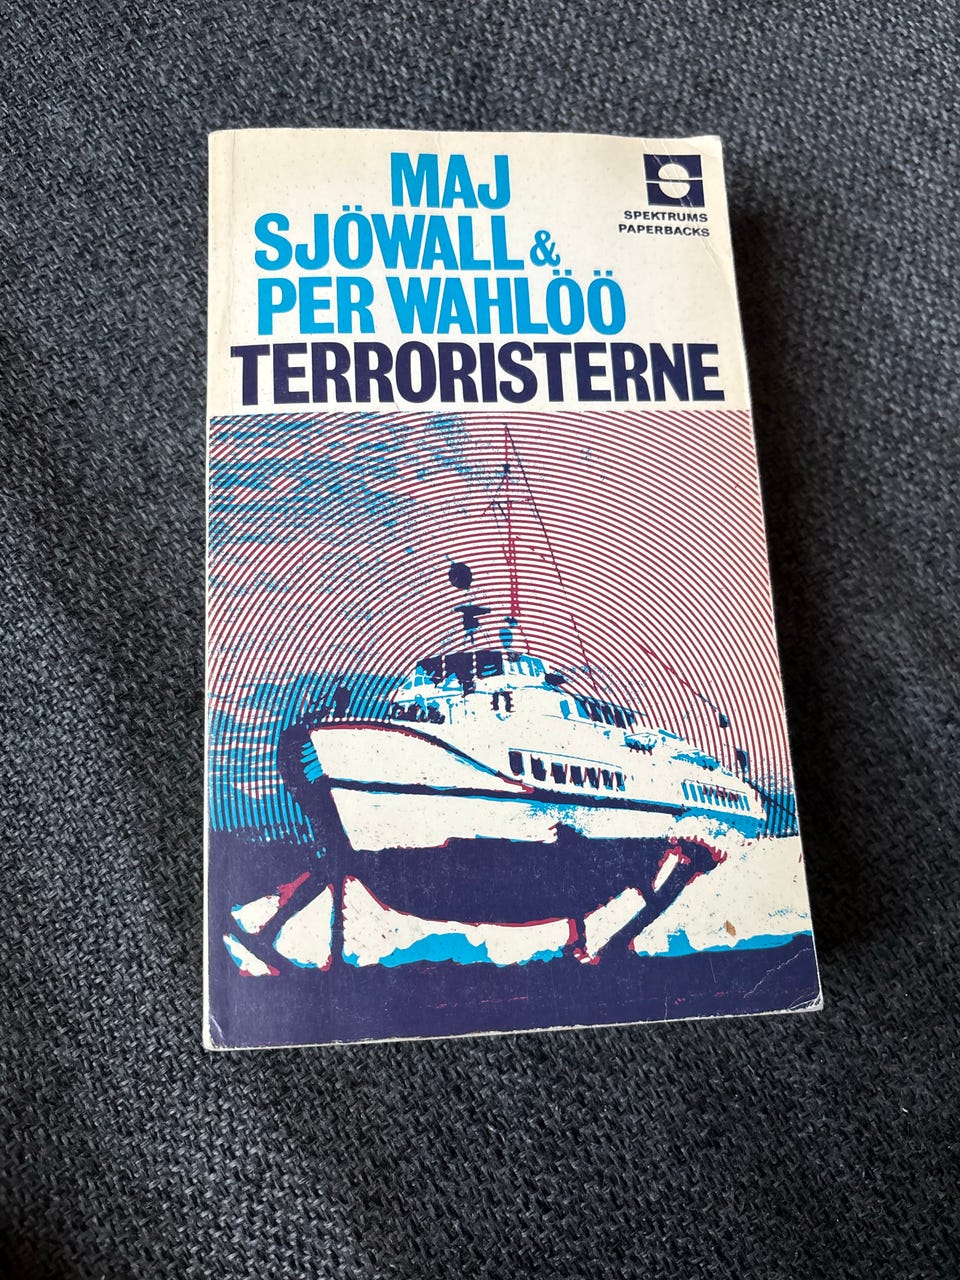 MAJ
SJÖWALL &
PER WAHLÖÖ
TERRORISTERNE
S
SPEKTRUMS
PAPERBACKS